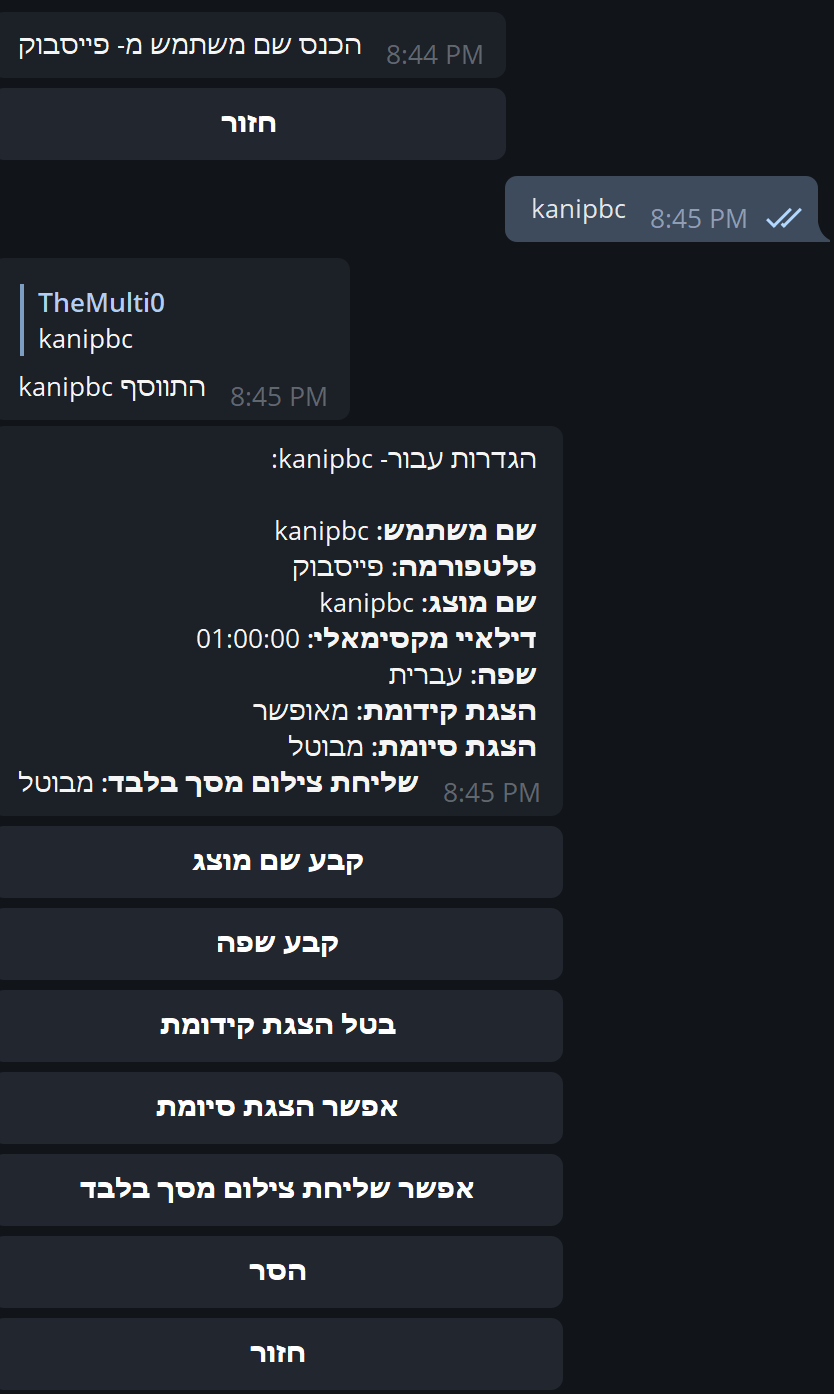 הכנס שם משתמש מ- פייסבוק
8:44 PM
חזור
kanipbc
8:45 PM
TheMulti0
kanipbc
התווסף kanipbc
8:45 PM
הגדרות עבור- kanipbc:
שם משתמש: kanipbc
פלטפורמה: פייסבוק
שם מוצג: kanipbc
דילאיי מקסימאלי: 01:00:00
שפה: עברית
הצגת קידומת: מאופשר
הצגת סיומת: מבוטל
שליחת צילום מסך בלבד: מבוטל
8:45 PM
קבע שם מוצג
קבע שפה
בטל הצגת קידומת
אפשר הצגת סיומת
אפשר שליחת צילום מסך בלבד
הסר
חזור